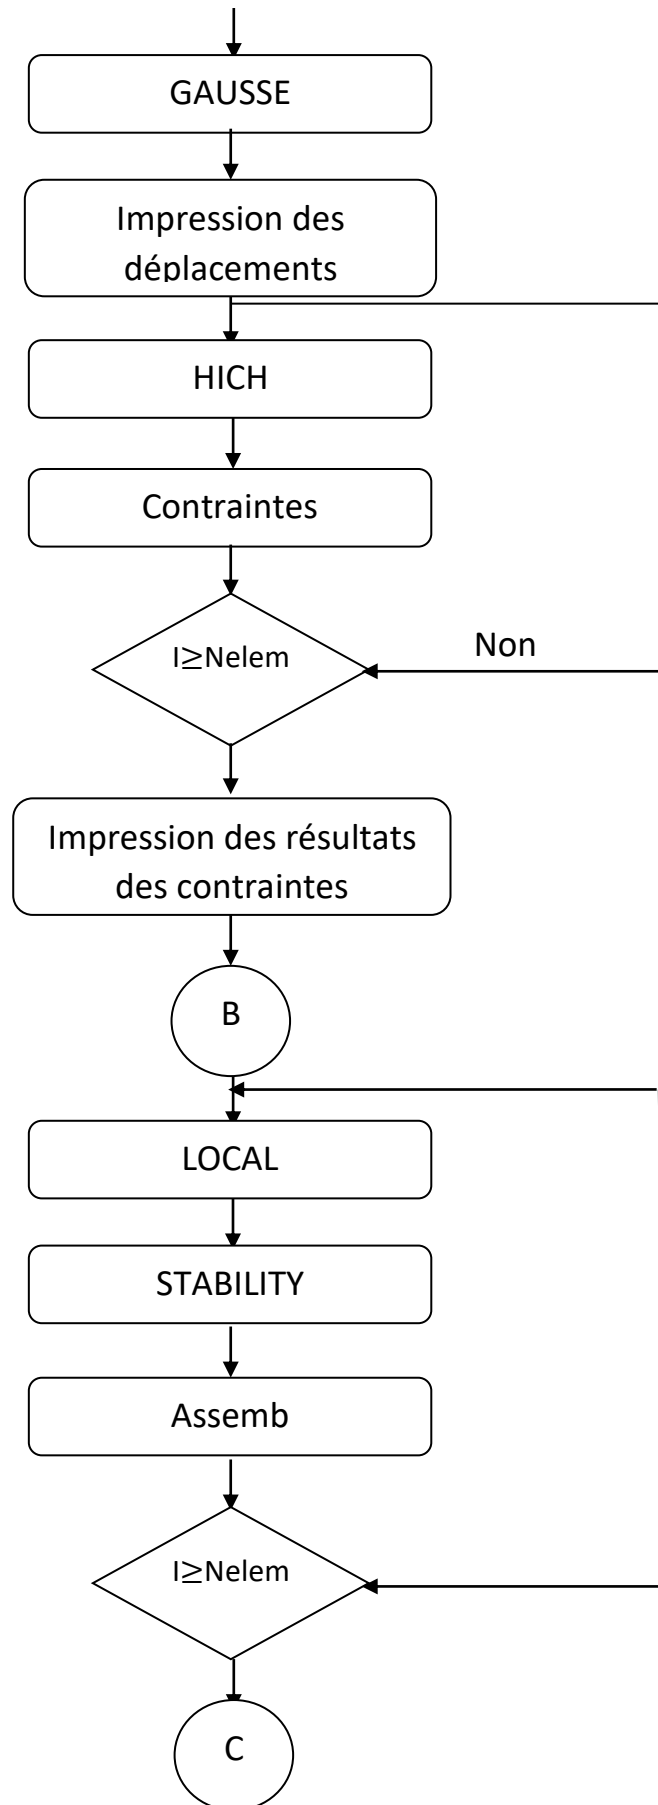 GAUSSE
Impression des
déplacements
HICH
Contraintes
I≥Nelem
Non
Impression des résultats
des contraintes
B
LOCAL
STABILITY
Assemb
I≥Nelem
C